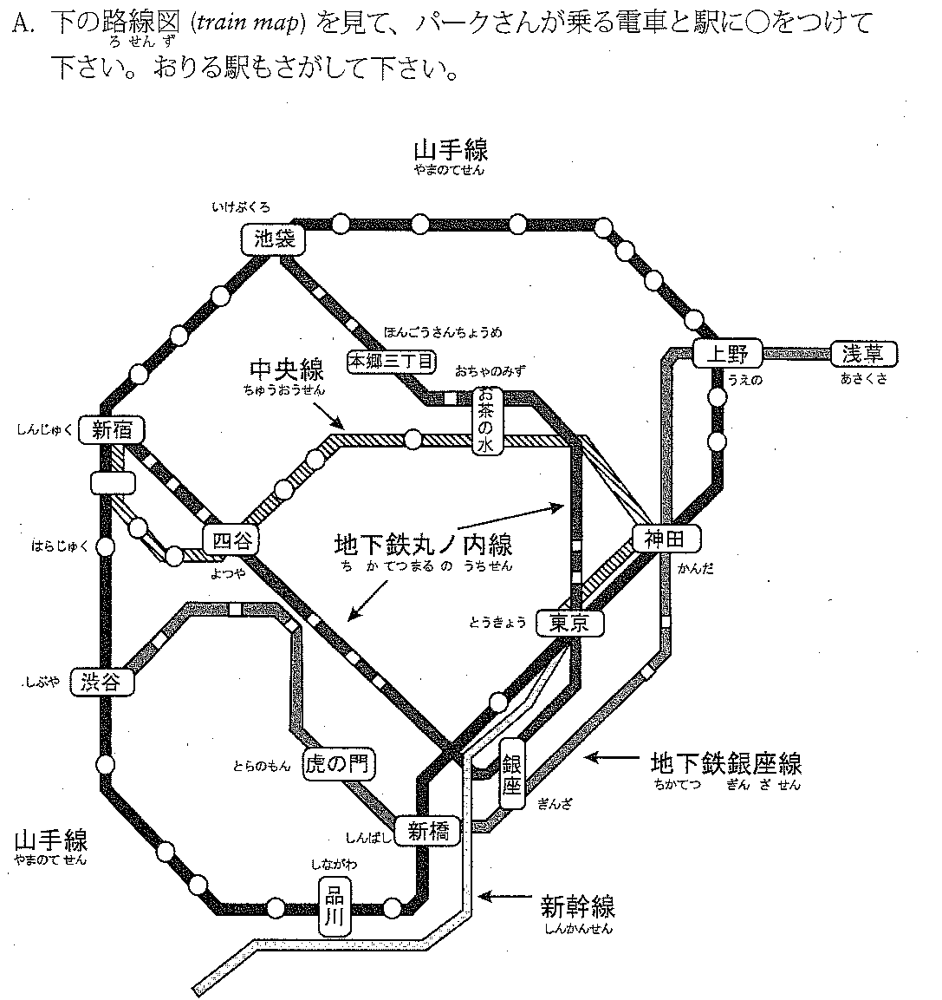 A. 下の路線図 (train map) を見て、パークさんが乗る電車と駅に○をつけて
ろ せん ず
下さい。おりる駅もさがして下さい。
山手線
やまのてせん
いけぶくろ
池袋
ほんごうさんちょうめ
本郷三丁目
中央線
ちゅうおうせん
おちゃのみず
お茶の水
上野
うえの
浅草
あさくさ
しんじゅく
新宿
はらじゅく
四谷
よつや
地下鉄丸ノ内線
ち か てつ まる の うちせん
神田
かんだ
とうきょう
東京
しぶや
渋谷
とらのもん
虎の門
銀座
ぎんざ
地下鉄銀座線
ちかてつ ぎん ざ せん
しんばし
新橋
山手線
やまのて せん
しながわ
品川
新幹線
しんかんせん